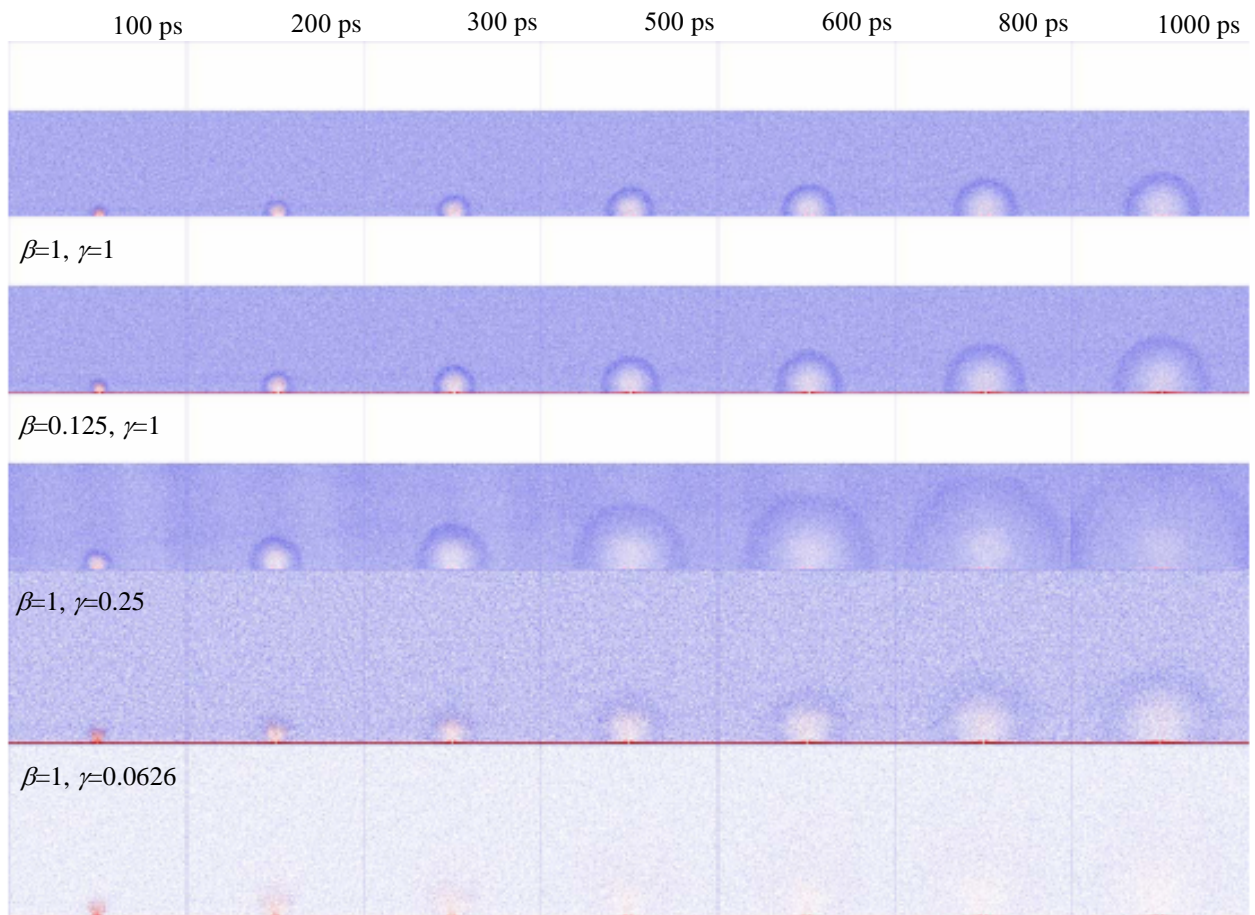 100 ps 200 ps 300 ps 500 ps 600 ps 800 ps 1000 ps
β=1, γ=1
β=0.125, γ=1
β=1, γ=0.25
β=1, γ=0.0626